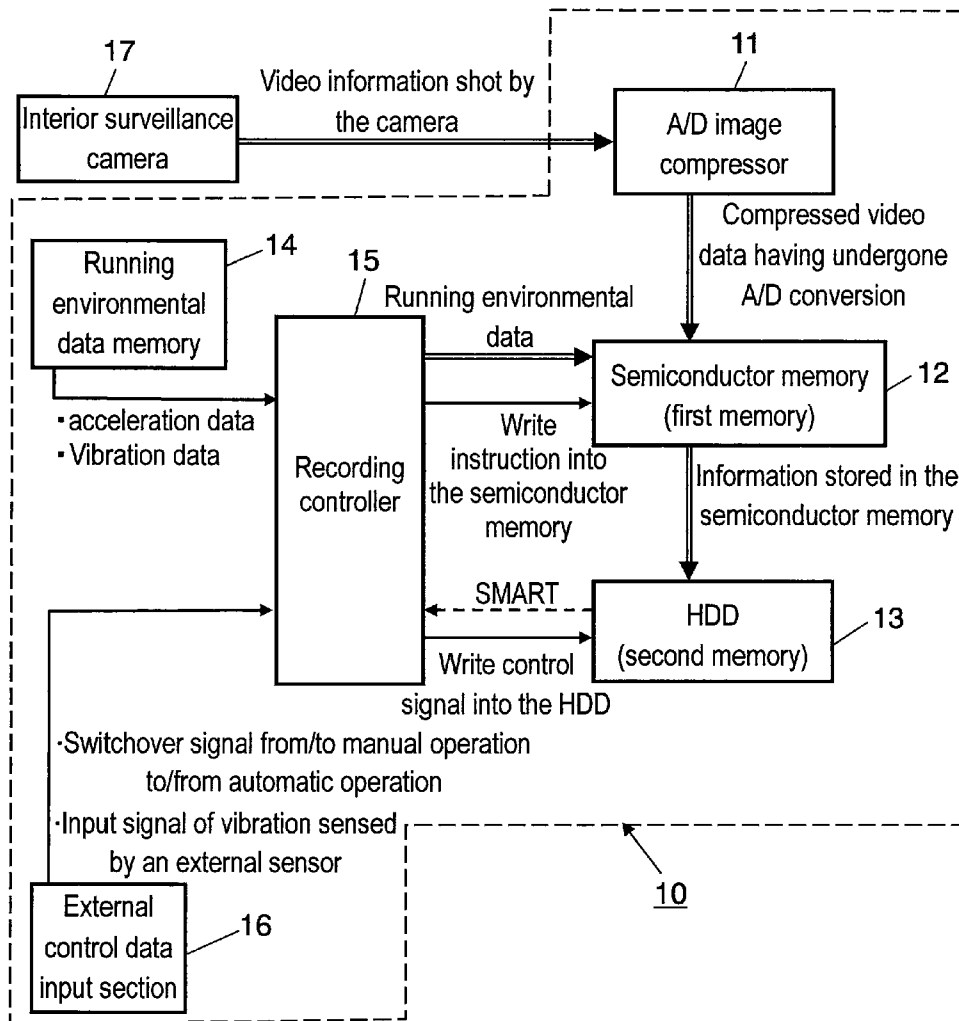 17
Interior surveillance
camera
Video information shot by
the camera
11
A/D image
compressor
Compressed video
data having undergone
A/D conversion
14
Running
environmental
data memory
15
Running environmental
data
・acceleration data
・Vibration data
Recording
controller
Semiconductor memory
(first memory)
12
Write
instruction into
the semiconductor
memory
Information stored in the
semiconductor memory
SMART
HDD
(second memory)
13
Write control
signal into the HDD
・Switchover signal from/to manual operation
to/from automatic operation
・Input signal of vibration sensed
by an external sensor
10
External
control data
input section
16